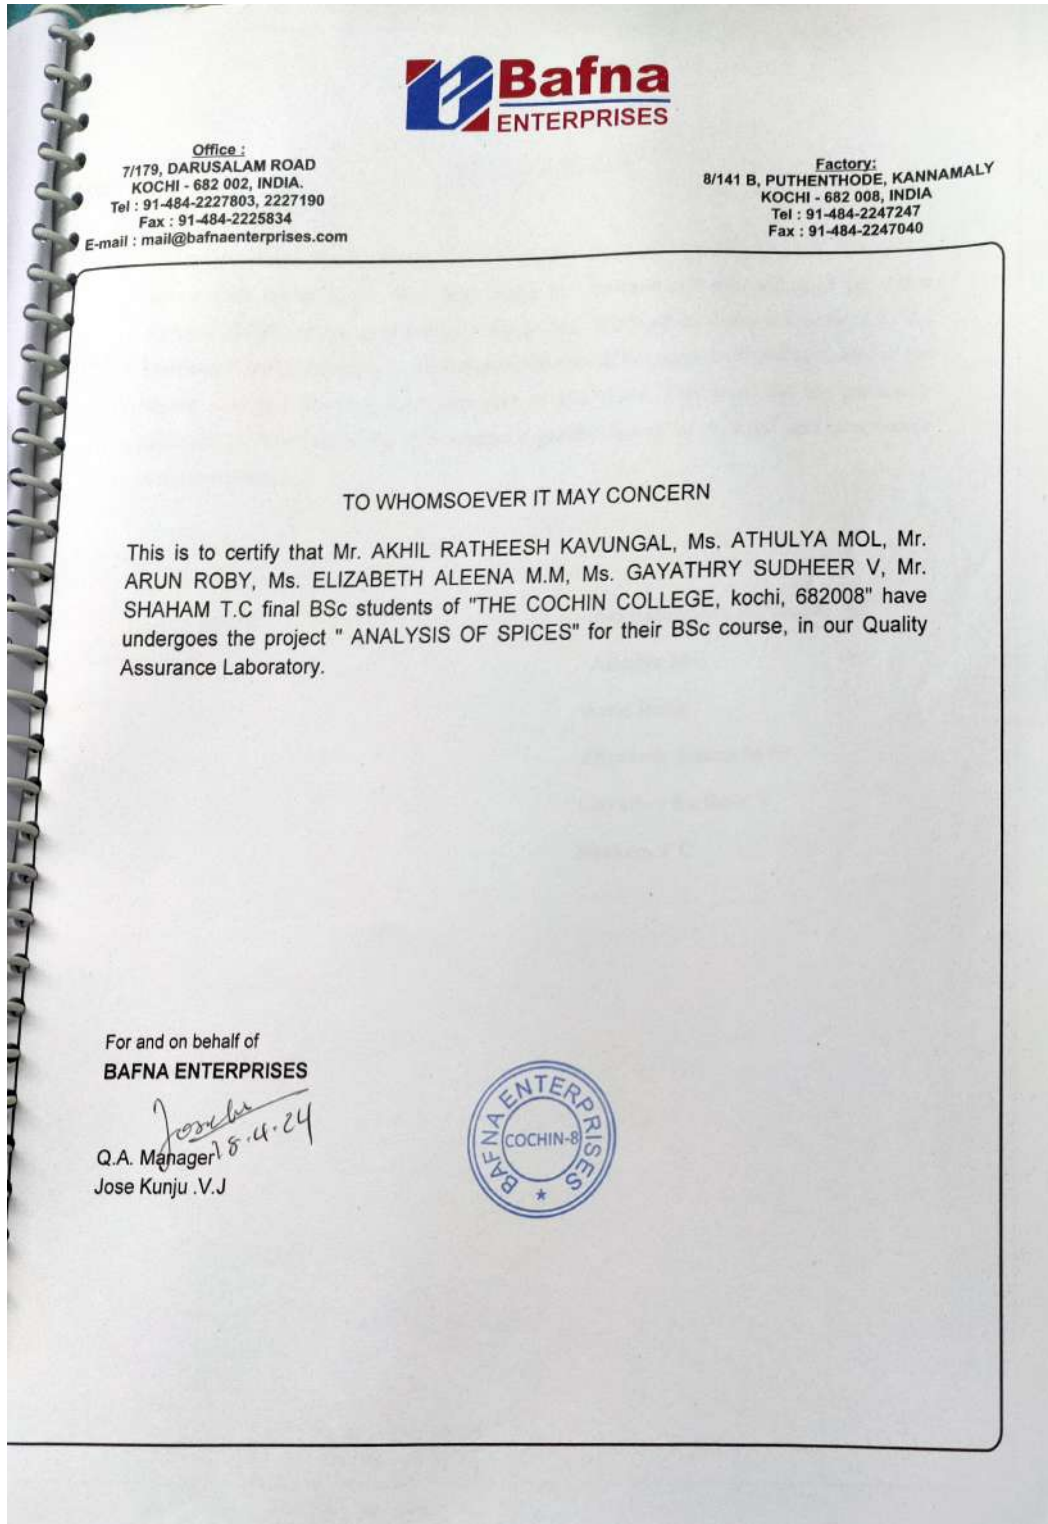 Bafna
ENTERPRISES
Office :
7/179, DARUSALAM ROAD
KOCHI - 682 002, INDIA.
Tel : 91-484-2227803, 2227190
Fax : 91-484-2225834
E-mail : mail@bafnaenterprises.com
Factory:
8/141 B, PUTHENTHODE, KANNAMALY
KOCHI - 682 008, INDIA
Tel : 91-484-2247247
Fax : 91-484-2247040
TO WHOMSOEVER IT MAY CONCERN
This is to certify that Mr. AKHIL RATHEESH KAVUNGAL, Ms. ATHULYA MOL, Mr.
ARUN ROBY, Ms. ELIZABETH ALEENA M.M, Ms. GAYATHRY SUDHEER V, Mr.
SHAHAM T.C final BSc students of "THE COCHIN COLLEGE, kochi, 682008" have
undergoes the project " ANALYSIS OF SPICES" for their BSc course, in our Quality
Assurance Laboratory.
For and on behalf of
BAFNA ENTERPRISES
18.4.24
Q.A. Manager
Jose Kunju .V.J
BAFNA ENTERPRISES
COCHIN-8